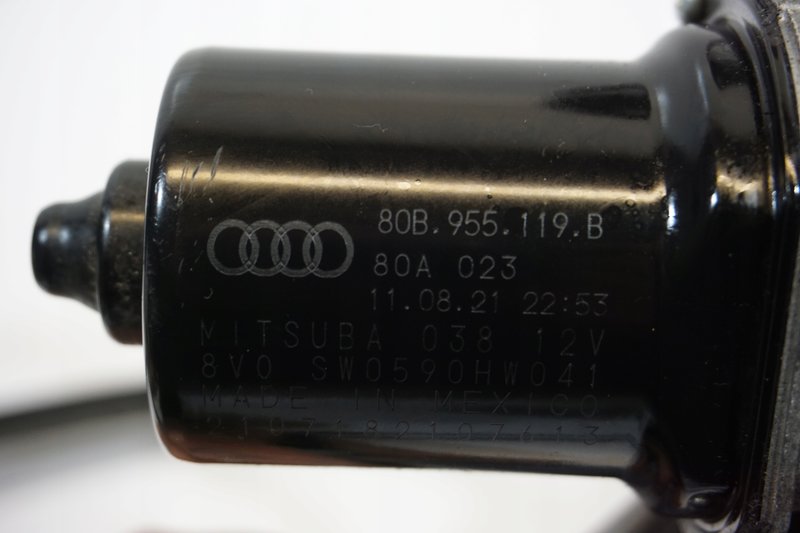 80B.955.119.B
80A 023
11.08.21 22:53
MITSUBA 038 12V
8V0 SW0590HW041
MADE IN MEXICO
2107182107613